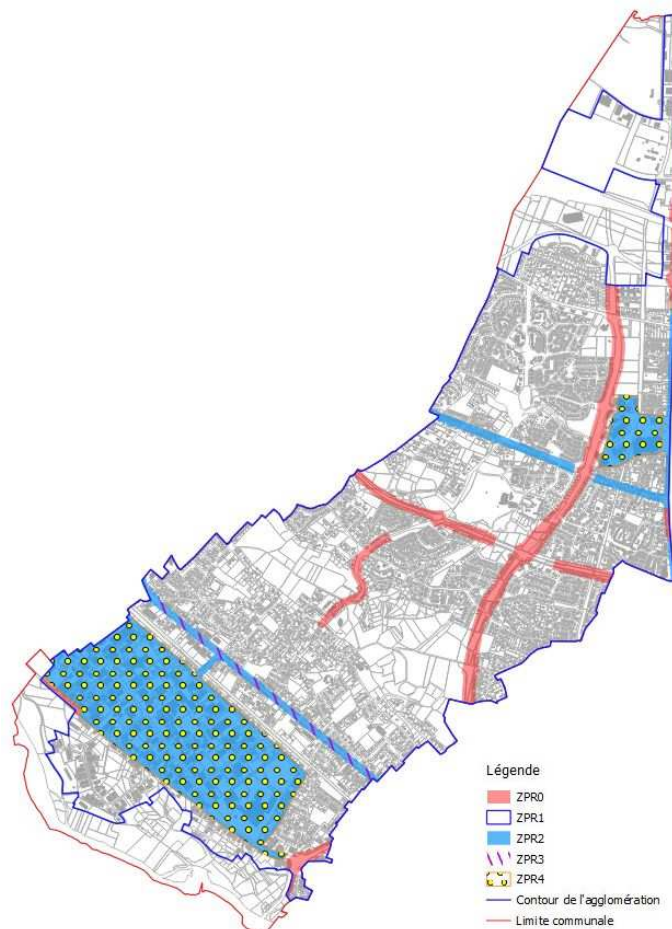 Légende
ZPR0
ZPR1
ZPR2
ZPR3
ZPR4
Contour de l'agglomération
Limite communale